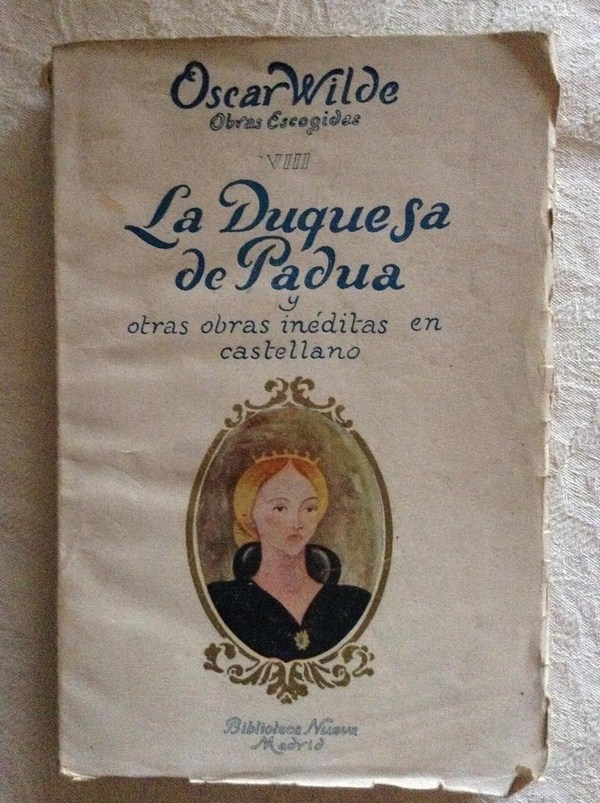 Oscar Wilde
Obras Escogidas
VIII
La Duquesa
de Padua
y
otras obras inéditas en
castellano
Biblioteca Nueva
Madrid